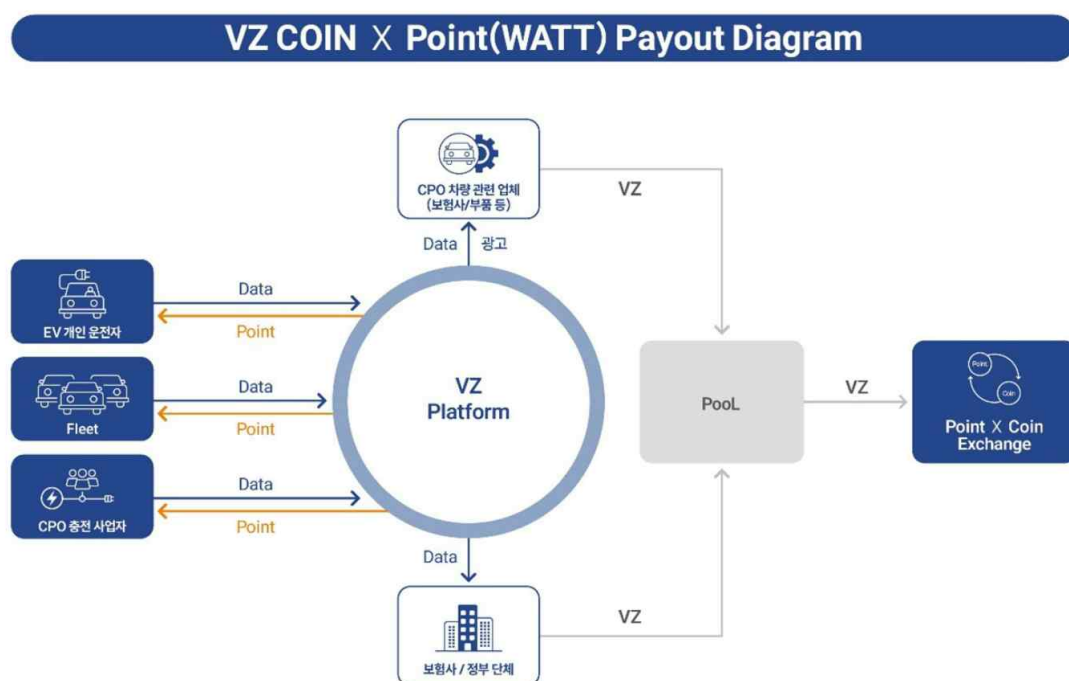 VZ COIN X Point(WATT) Payout Diagram
CPO 차량 관련 업체
(보험사/부품 등)
VZ
Data
광고
Data
EV 개인 운전자
Point
Data
Fleet
Point
Data
CPO 충전 사업자
Point
VZ
Platform
PooL
VZ
Point
Coin
Point X Coin
Exchange
Data
VZ
보험사 / 정부 단체